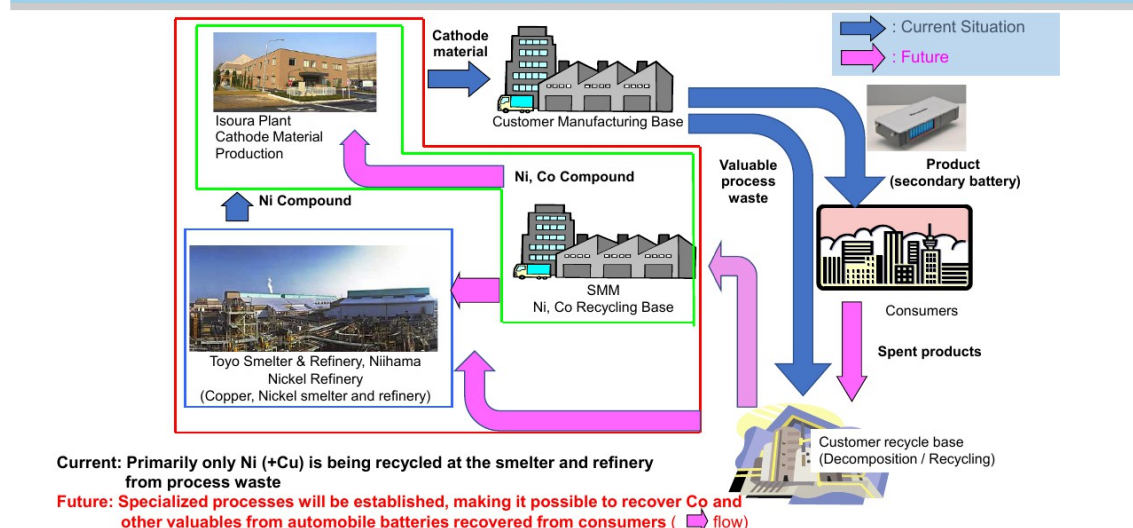 : Current Situation
: Future
Cathode
material
Isoura Plant
Cathode Material
Production
Customer Manufacturing Base
Product
(secondary battery)
Valuable
process
waste
Ni, Co Compound
Ni Compound
SMM
Ni, Co Recycling Base
Consumers
Spent products
Toyo Smelter & Refinery, Niihama
Nickel Refinery
(Copper, Nickel smelter and refinery)
Customer recycle base
(Decomposition / Recycling)
Current: Primarily only Ni (+Cu) is being recycled at the smelter and refinery
from process waste
Future: Specialized processes will be established, making it possible to recover Co and
other valuables from automobile batteries recovered from consumers ( flow)